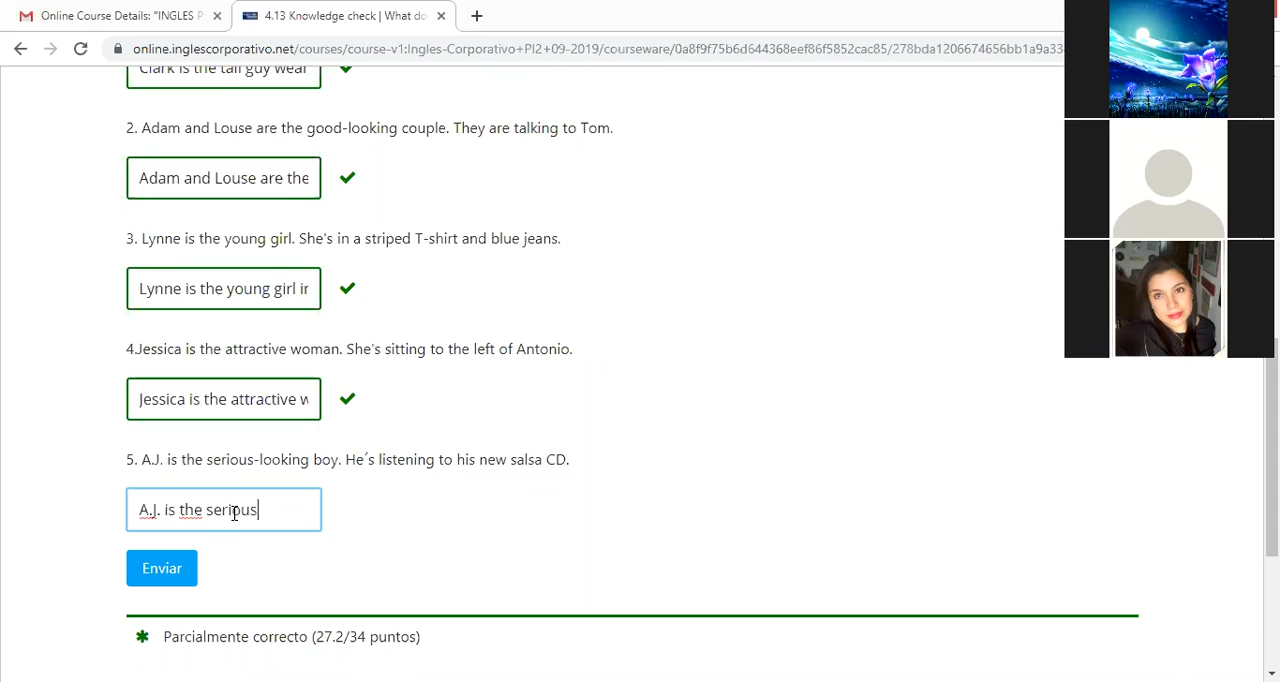 Online Course Details: "INGLES P
4.13 Knowledge check | What do
online.inglescorporativo.net/courses/course-v1:Ingles-Corporativo+PI2+09-2019/courseware/0a8f9f75b6d644368eef86f5852cac85/278bda1206674656bb1a9a33
Clark is the tall guy wear
2. Adam and Louse are the good-looking couple. They are talking to Tom.
Adam and Louse are the
3. Lynne is the young girl. She's in a striped T-shirt and blue jeans.
Lynne is the young girl in
4.Jessica is the attractive woman. She's sitting to the left of Antonio.
Jessica is the attractive w
5. A.J. is the serious-looking boy. He´s listening to his new salsa CD.
A.J. is the serious
Enviar
Parcialmente correcto (27.2/34 puntos)